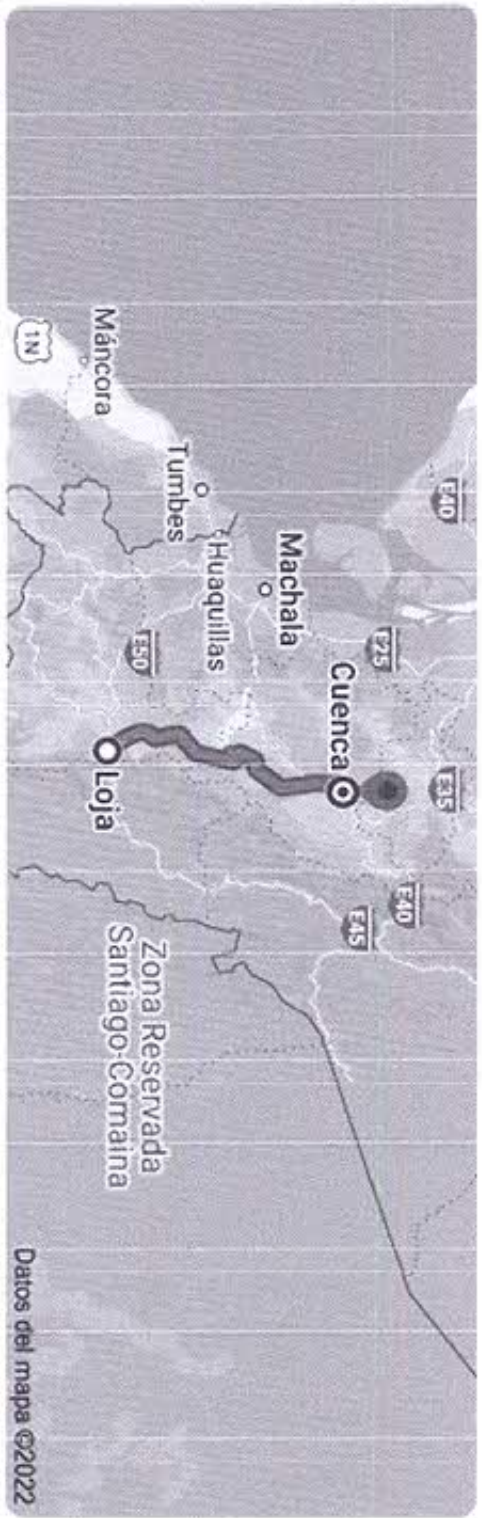 E40
E25
E35
Cuenca
E40
E45
Machala
Huaquillas
Tumbes
Máncora
1N
E50
Loja
Zona Reservada
Santiago-Comaina
Datos del mapa ©2022